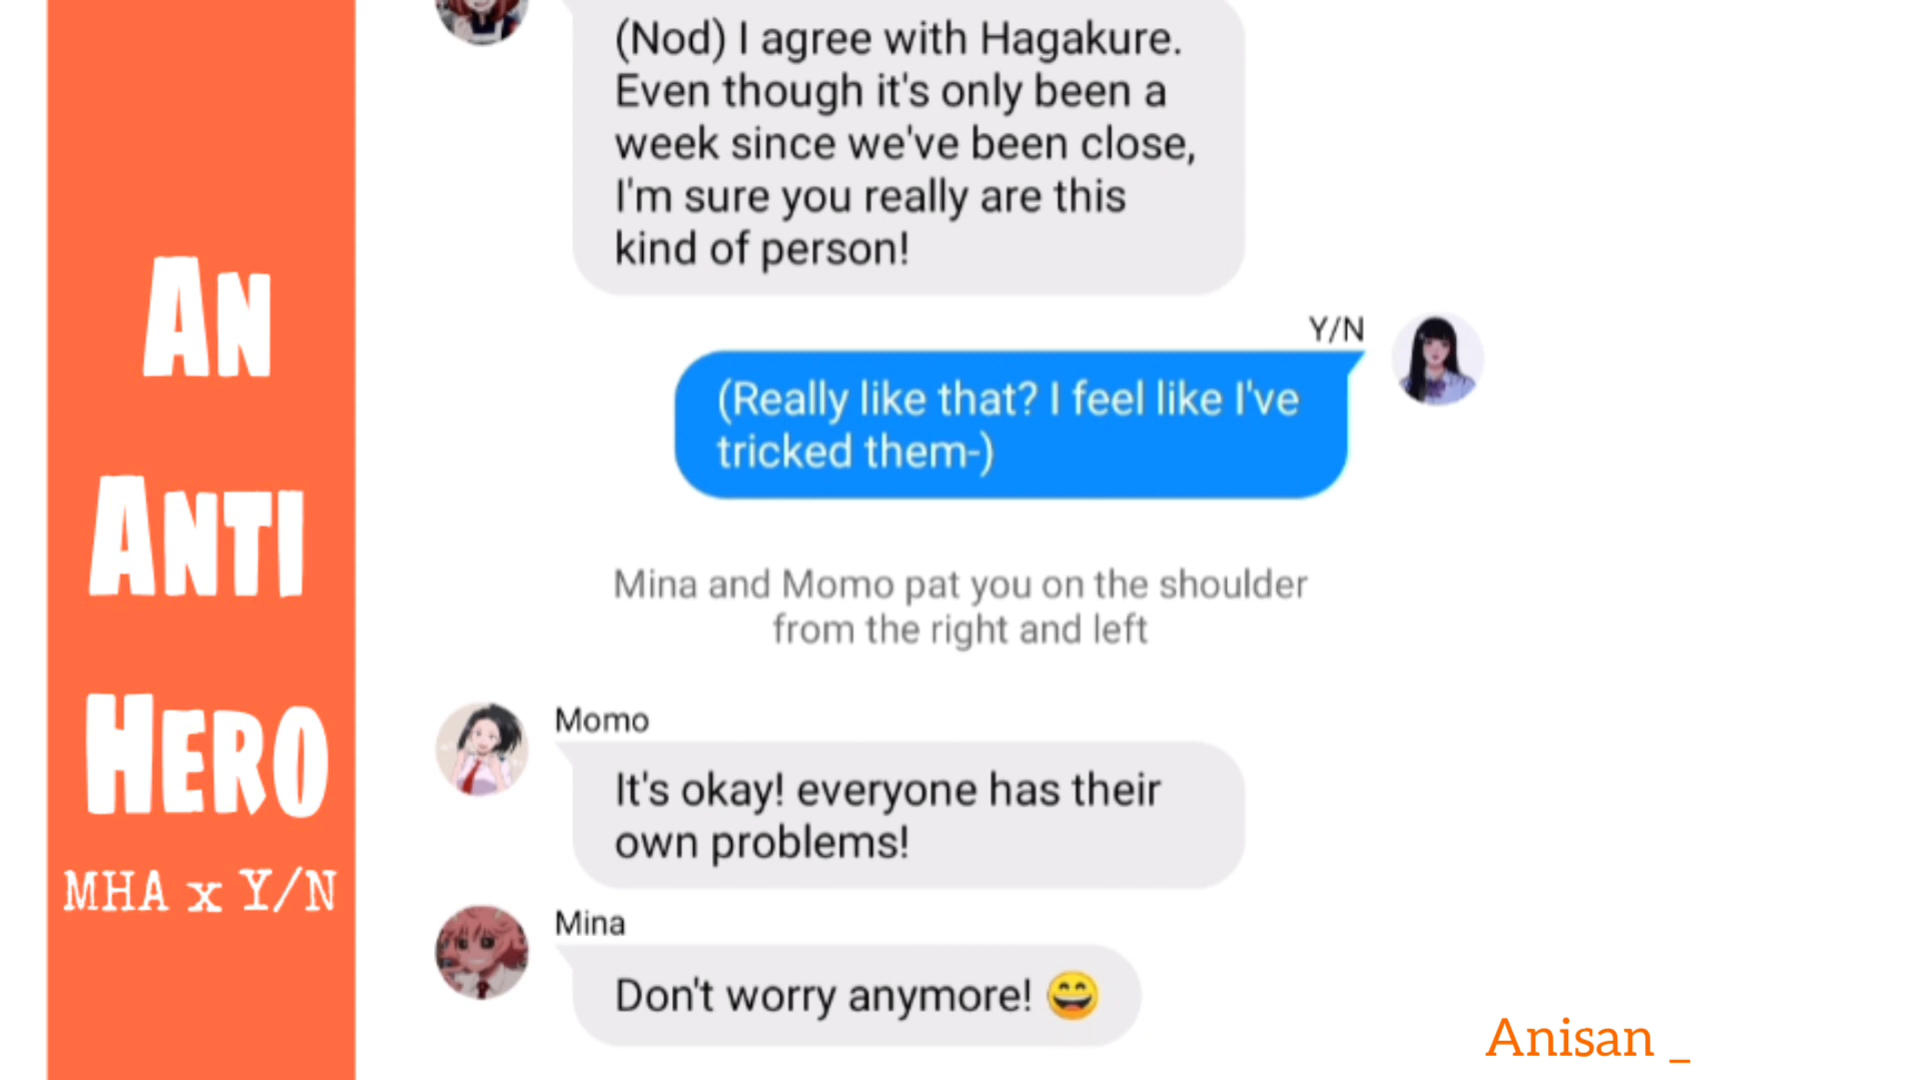 An
Anti
Hero
MHA x Y/N
(Nod) I agree with Hagakure.
Even though it's only been a
week since we've been close,
I'm sure you really are this
kind of person!
Y/N
(Really like that? I feel like I've
tricked them-)
Mina and Momo pat you on the shoulder
from the right and left
Momo
It's okay! everyone has their
own problems!
Mina
Don't worry anymore! 😄
Anisan _